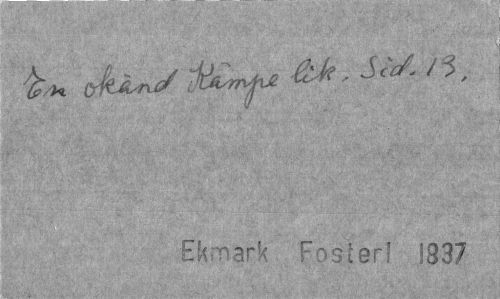 En okänd Kämpe lik. Sid. 13.
Ekmark Fosterl 1837